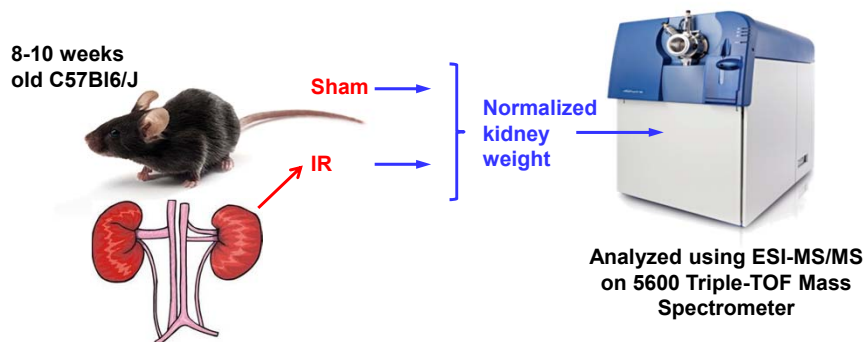 8-10 weeks
old C57Bl6/J
Sham
IR
Normalized
kidney
weight
Analyzed using ESI-MS/MS
on 5600 Triple-TOF Mass
Spectrometer